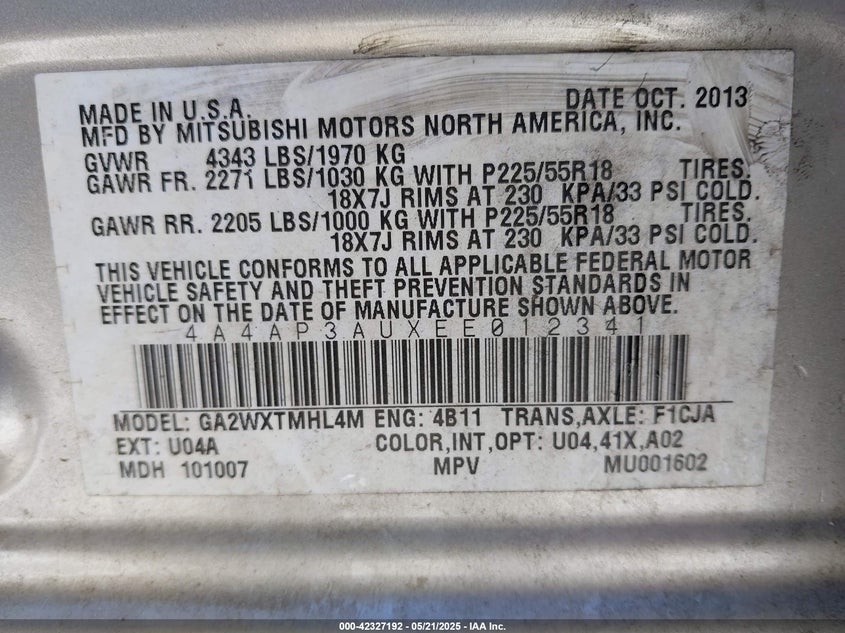 MADE IN U.S.A. DATE OCT. 2013
MFD BY MITSUBISHI MOTORS NORTH AMERICA, INC.
GVWR 4343 LBS/1970 KG
GAWR FR. 2271 LBS/1030 KG WITH P225/55R18 TIRES.
18X7J RIMS AT 230 KPA/33 PSI COLD.
GAWR RR. 2205 LBS/1000 KG WITH P225/55R18 TIRES.
18X7J RIMS AT 230 KPA/33 PSI COLD.
THIS VEHICLE CONFORMS TO ALL APPLICABLE FEDERAL MOTOR
VEHICLE SAFETY AND THEFT PREVENTION STANDARDS IN
EFFECT ON THE DATE OF MANUFACTURE SHOWN ABOVE.
4A4AP3AUXEE012341
MODEL: GA2WXTMHL4M ENG: 4B11 TRANS,AXLE: F1CJA
EXT: U04A COLOR,INT,OPT: U04,41X,A02
MDH 101007 MPV MU001602
000-42327192 - 05/21/2025 - IAA Inc.